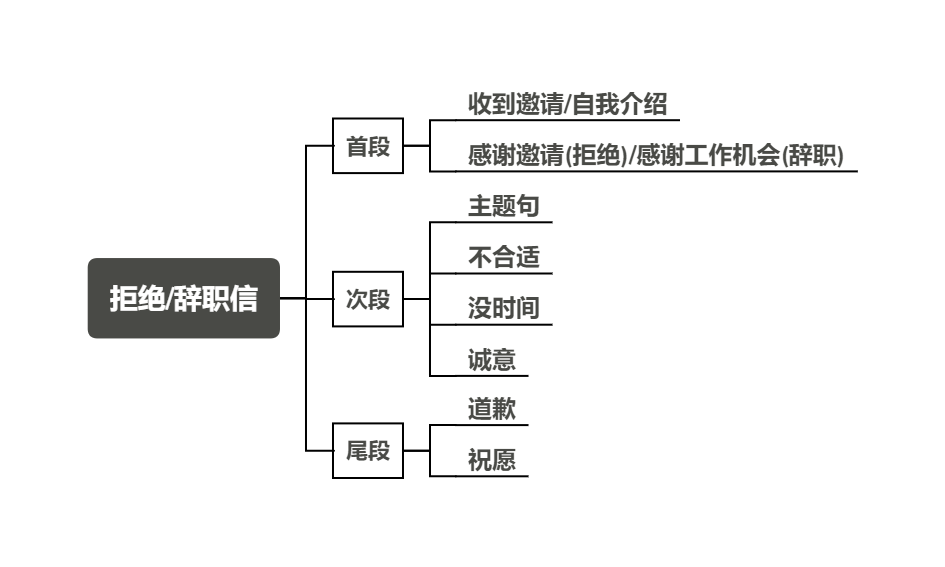 拒绝/辞职信
首段
收到邀请/自我介绍
感谢邀请(拒绝)/感谢工作机会(辞职)
次段
主题句
不合适
没时间
诚意
尾段
道歉
祝愿